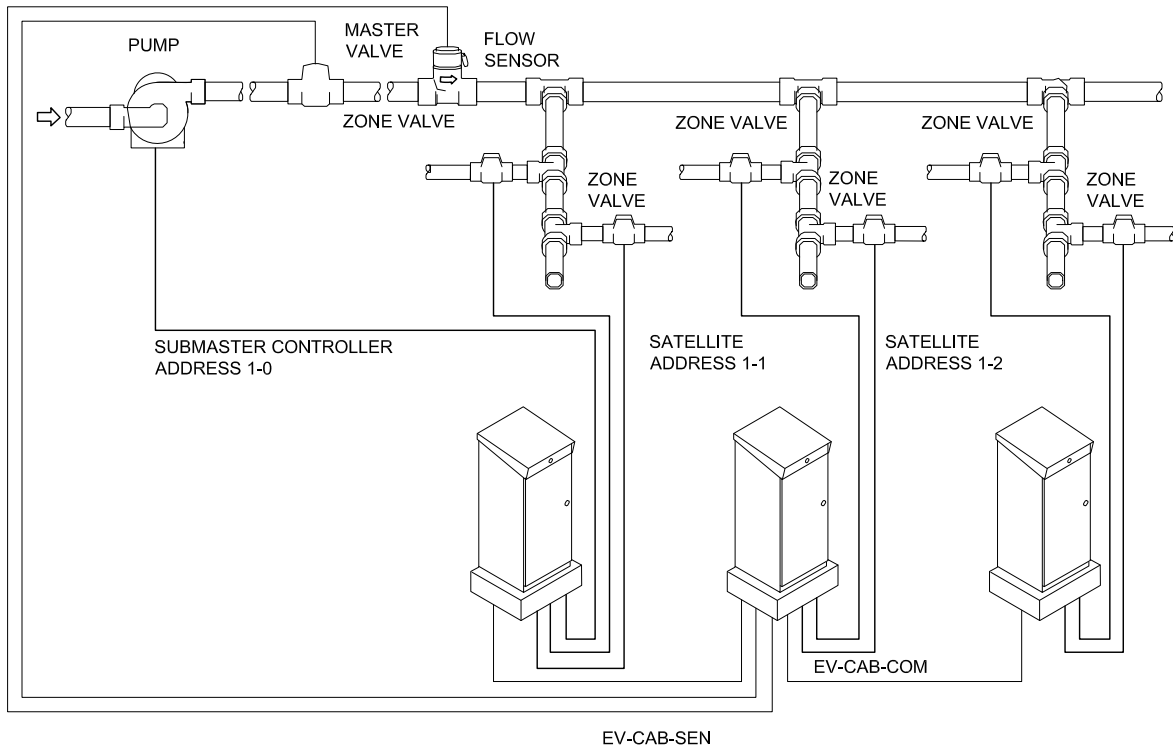 PUMP
MASTER
VALVE
FLOW
SENSOR
ZONE VALVE
ZONE VALVE
ZONE VALVE
ZONE
VALVE
ZONE
VALVE
ZONE
VALVE
SUBMASTER CONTROLLER
ADDRESS 1-0
SATELLITE
ADDRESS 1-1
SATELLITE
ADDRESS 1-2
EV-CAB-COM
EV-CAB-SEN